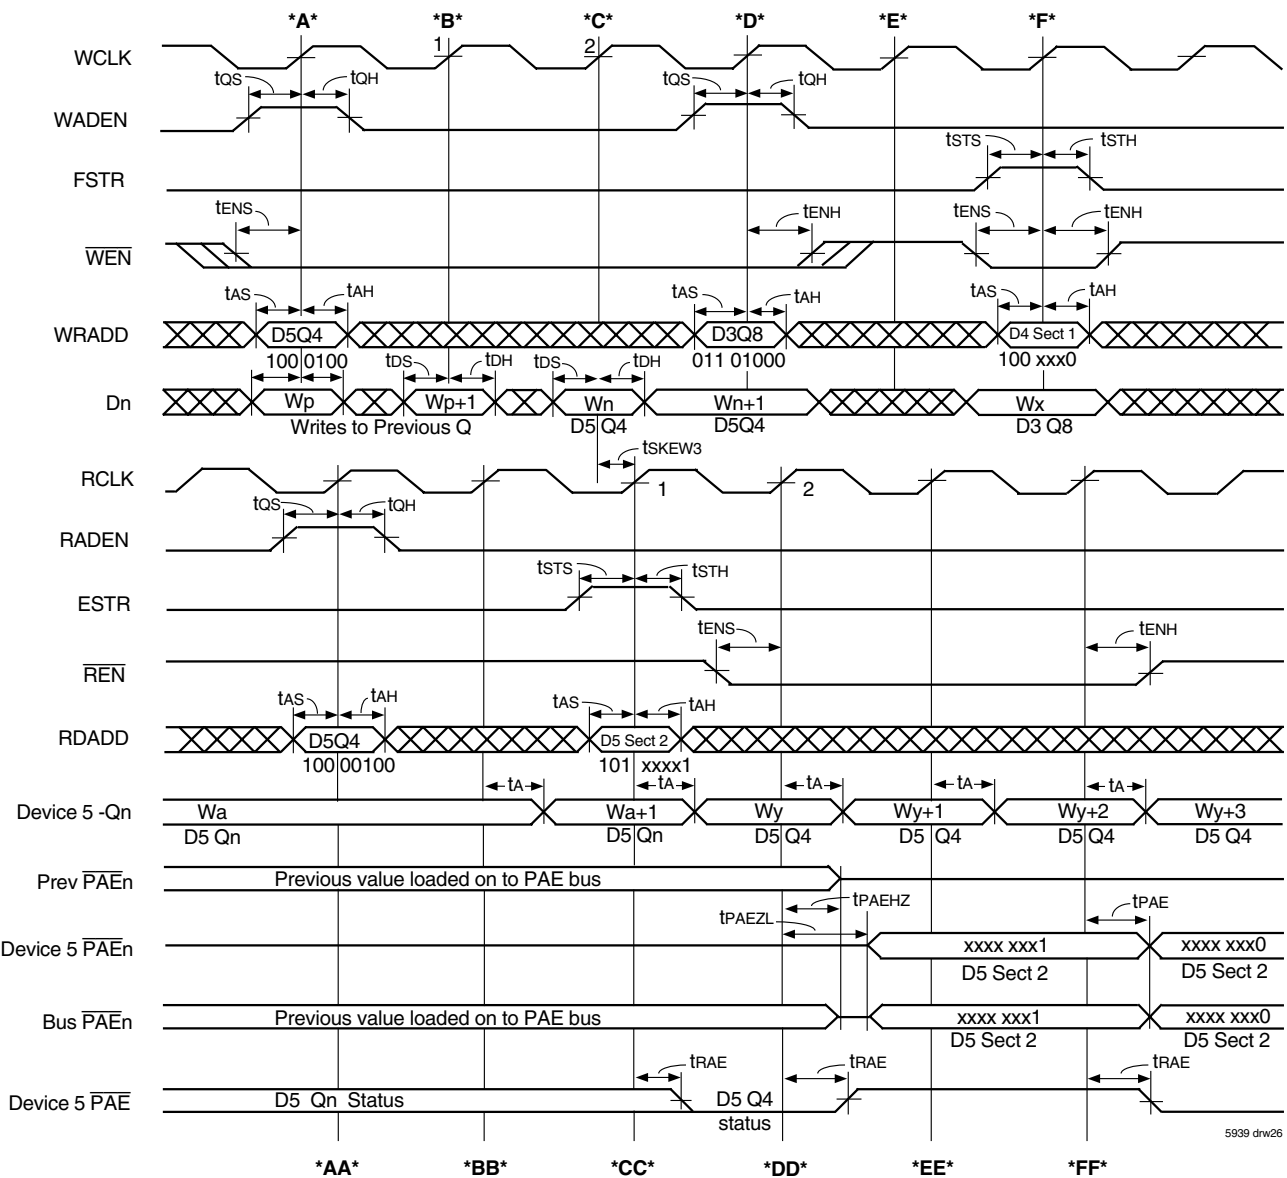 *A* *B* *C* *D* *E* *F*
WCLK 1 2
tQS tQH tQS tQH
WADEN
tSTS tSTH
FSTR
tENS tENH tENS tENH
WEN
tAS tAH tAS tAH tAS tAH
WRADD D5Q4 D3Q8 D4 Sect 1
100 0100 011 01000 100 xxx0
tDS tDH tDS tDH
Dn Wp Wp+1 Wn Wn+1 Wx
Writes to Previous Q D5 Q4 D5Q4 D3 Q8
tSKEW3
RCLK 1 2
tQS tQH
RADEN
tSTS tSTH
ESTR
tENS tENH
REN
tAS tAH tAS tAH
RDADD D5Q4 D5 Sect 2
100 00100 101 xxxx1
tA tA tA tA tA
Device 5 -Qn Wa Wa+1 Wy Wy+1 Wy+2 Wy+3
D5 Qn D5 Qn D5 Q4 D5 Q4 D5 Q4 D5 Q4
Prev PAEn Previous value loaded on to PAE bus
tPAEHZ tPAE
tPAEZL
Device 5 PAEn xxxx xxx1 xxxx xxx0
D5 Sect 2 D5 Sect 2
Bus PAEn Previous value loaded on to PAE bus xxxx xxx1 xxxx xxx0
D5 Sect 2 D5 Sect 2
tRAE tRAE tRAE
Device 5 PAE D5 Qn Status D5 Q4
status
5939 drw26
*AA* *BB* *CC* *DD* *EE* *FF*